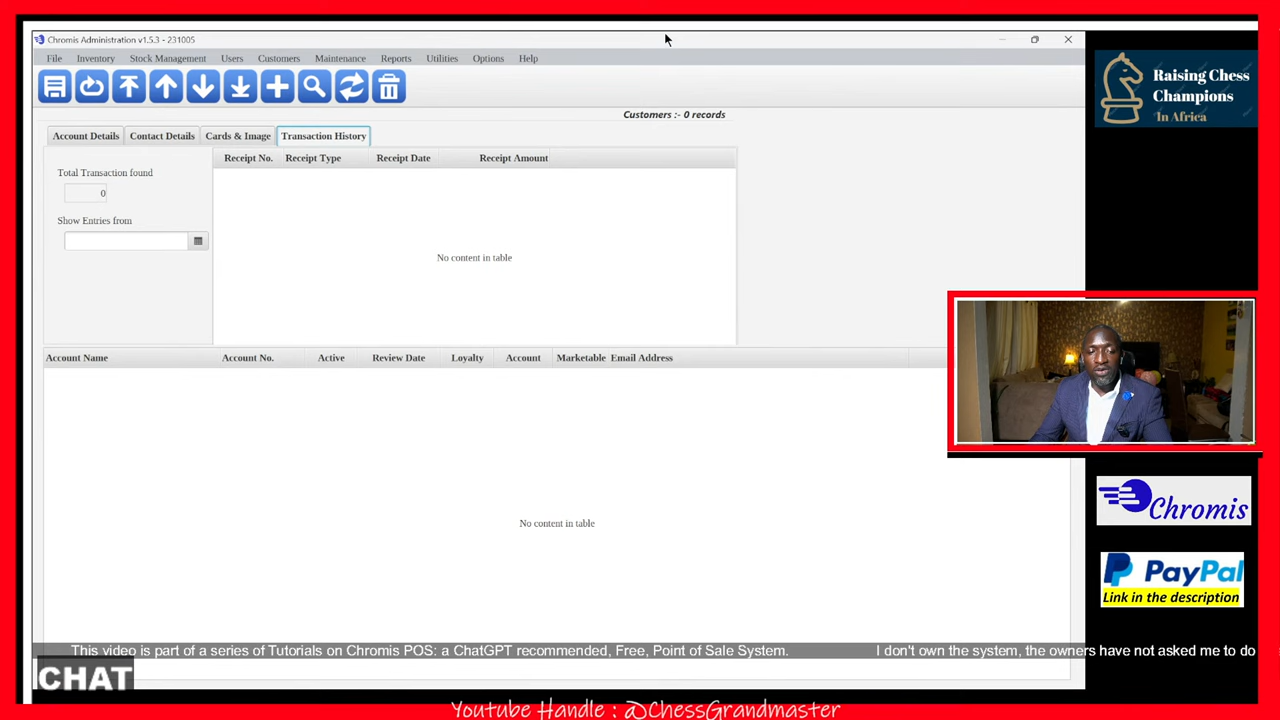 Chromis Administration v1.5.3 - 231005
File Inventory Stock Management Users Customers Maintenance Reports Utilities Options Help
Customers :- 0 records
Account Details Contact Details Cards & Image Transaction History
Total Transaction found
0
Show Entries from
Receipt No. Receipt Type Receipt Date Receipt Amount
No content in table
Account Name Account No. Active Review Date Loyalty Account Marketable Email Address
No content in table
Raising Chess
Champions
In Africa
Chromis
PayPal
Link in the description
This video is part of a series of Tutorials on Chromis POS: a ChatGPT recommended, Free, Point of Sale System. I don't own the system, the owners have not asked me to do
CHAT
Youtube Handle : @ChessGrandmaster